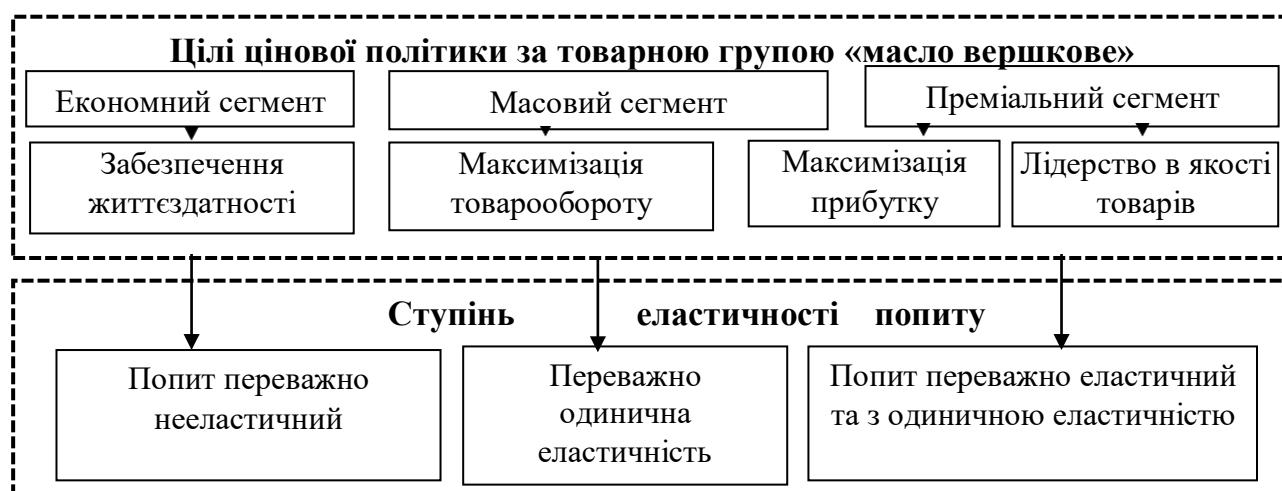 Цілі цінової політики за товарною групою «масло вершкове»
Економний сегмент
Масовий сегмент
Преміальний сегмент
Забезпечення
життєздатності
Максимізація
товарообороту
Максимізація
прибутку
Лідерство в якості
товарів
Ступінь еластичності попиту
Попит переважно
нееластичний
Переважно
одинична
еластичність
Попит переважно еластичний
та з одиничною еластичністю